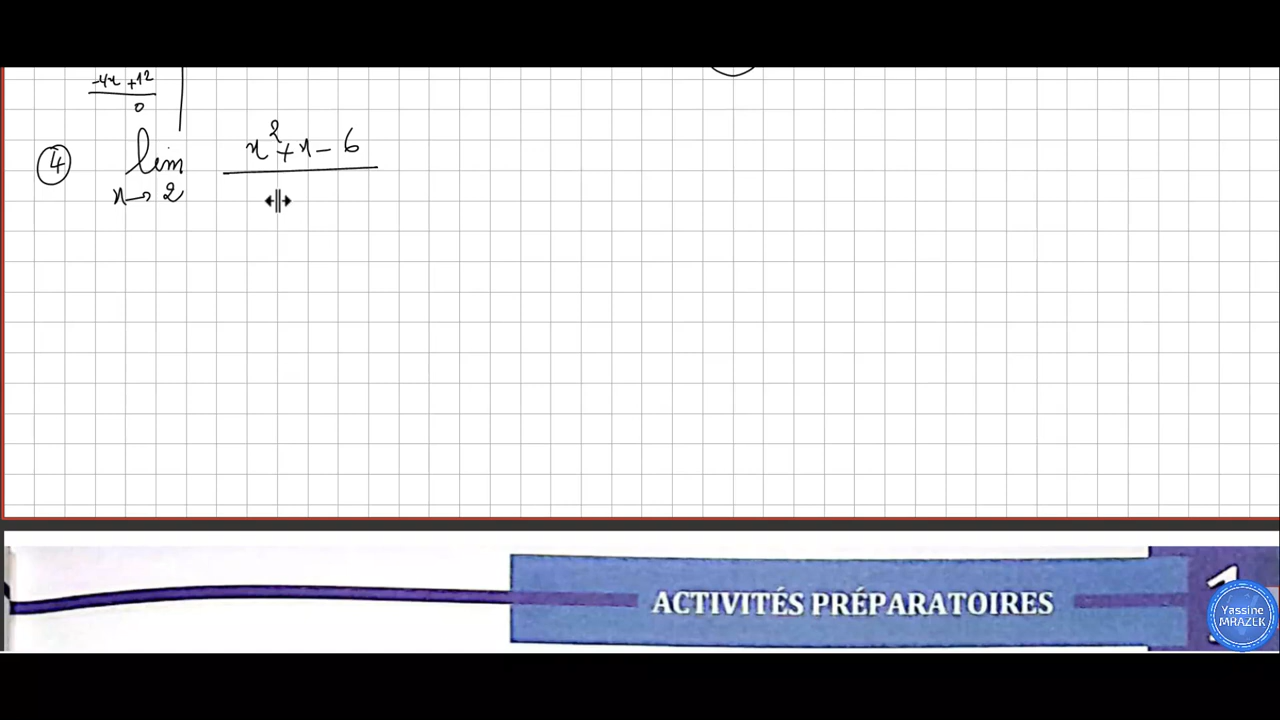 -4x + 12
0
④ lim x→2 x² + x - 6
ACTIVITÉS PRÉPARATOIRES
Yassine
MRAZEK